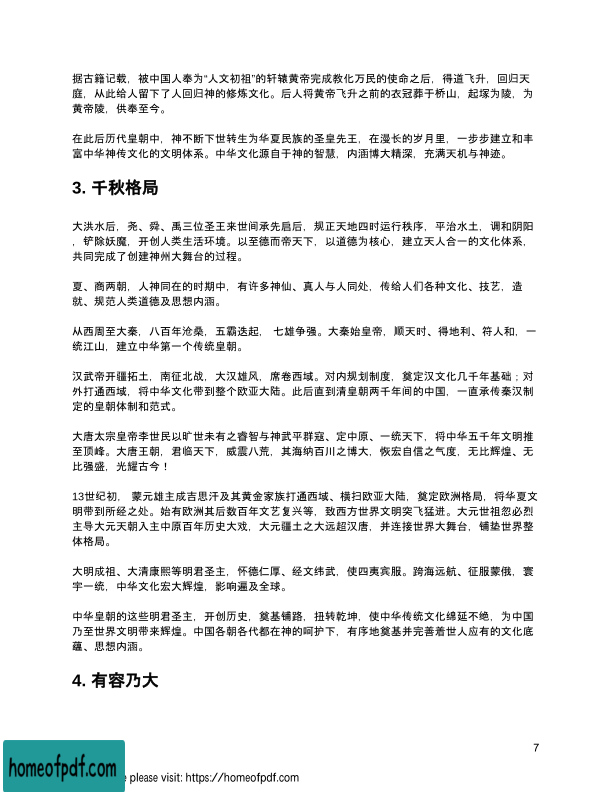 据古籍记载，被中国人奉为“人文初祖”的轩辕黄帝完成教化万民的使命之后，得道飞升，回归天
庭，从此给人留下了人回归神的修炼文化。后人将黄帝飞升之前的衣冠葬于桥山，起塚为陵，为
黄帝陵，供奉至今。
在此后历代皇朝中，神不断下世转生为华夏民族的圣皇先王，在漫长的岁月里，一步步建立和丰
富中华神传文化的文明体系。中华文化源自于神的智慧，内涵博大精深，充满天机与神迹。
3. 千秋格局
大洪水后，尧、舜、禹三位圣王来世间承先启后，规正天地四时运行秩序，平治水土，调和阴阳
，铲除妖魔，开创人类生活环境。以至德而帝天下，以道德为核心，建立天人合一的文化体系，
共同完成了创建神州大舞台的过程。
夏、商两朝，人神同在的时期中，有许多神仙、真人与人同处，传给人们各种文化、技艺，造
就、规范人类道德及思想内涵。
从西周至大秦，八百年沧桑，五霸迭起， 七雄争强。大秦始皇帝，顺天时、得地利、符人和，一
统江山，建立中华第一个传统皇朝。
汉武帝开疆拓土，南征北战，大汉雄风，席卷西域。对内规划制度，奠定汉文化几千年基础；对
外打通西域，将中华文化带到整个欧亚大陆。此后直到清皇朝两千年间的中国，一直承传秦汉制
定的皇朝体制和范式。
大唐太宗皇帝李世民以旷世未有之睿智与神武平群寇、定中原、一统天下，将中华五千年文明推
至顶峰。大唐王朝，君临天下，威震八荒，其海纳百川之博大，恢宏自信之气度，无比辉煌、无
比强盛，光耀古今！
13世纪初， 蒙元雄主成吉思汗及其黄金家族打通西域、横扫欧亚大陆，奠定欧洲格局，将华夏文
明带到所经之处。始有欧洲其后数百年文艺复兴等，致西方世界文明突飞猛进。大元世祖忽必烈
主导大元天朝入主中原百年历史大戏，大元疆土之大远超汉唐，并连接世界大舞台，铺垫世界整
体格局。
大明成祖、大清康熙等明君圣主，怀德仁厚、经文纬武，使四夷宾服。跨海远航、征服蒙俄，寰
宇一统，中华文化宏大辉煌，影响遍及全球。
中华皇朝的这些明君圣主，开创历史，奠基铺路，扭转乾坤，使中华传统文化绵延不绝，为中国
乃至世界文明带来辉煌。中国各朝各代都在神的呵护下，有序地奠基并完善着世人应有的文化底
蕴、思想内涵。
4. 有容乃大
7
homeofpdf.com
e please visit: https://homeofpdf.com